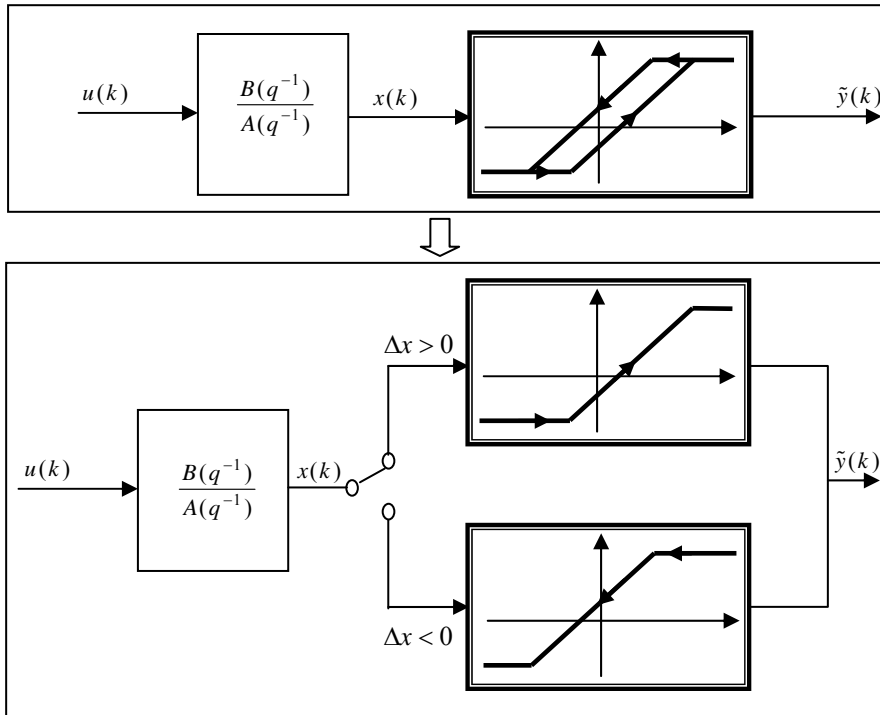 u(k)
B(q⁻¹)
A(q⁻¹)
x(k)
ỹ(k)
Δx > 0
u(k)
B(q⁻¹)
A(q⁻¹)
x(k)
ỹ(k)
Δx < 0